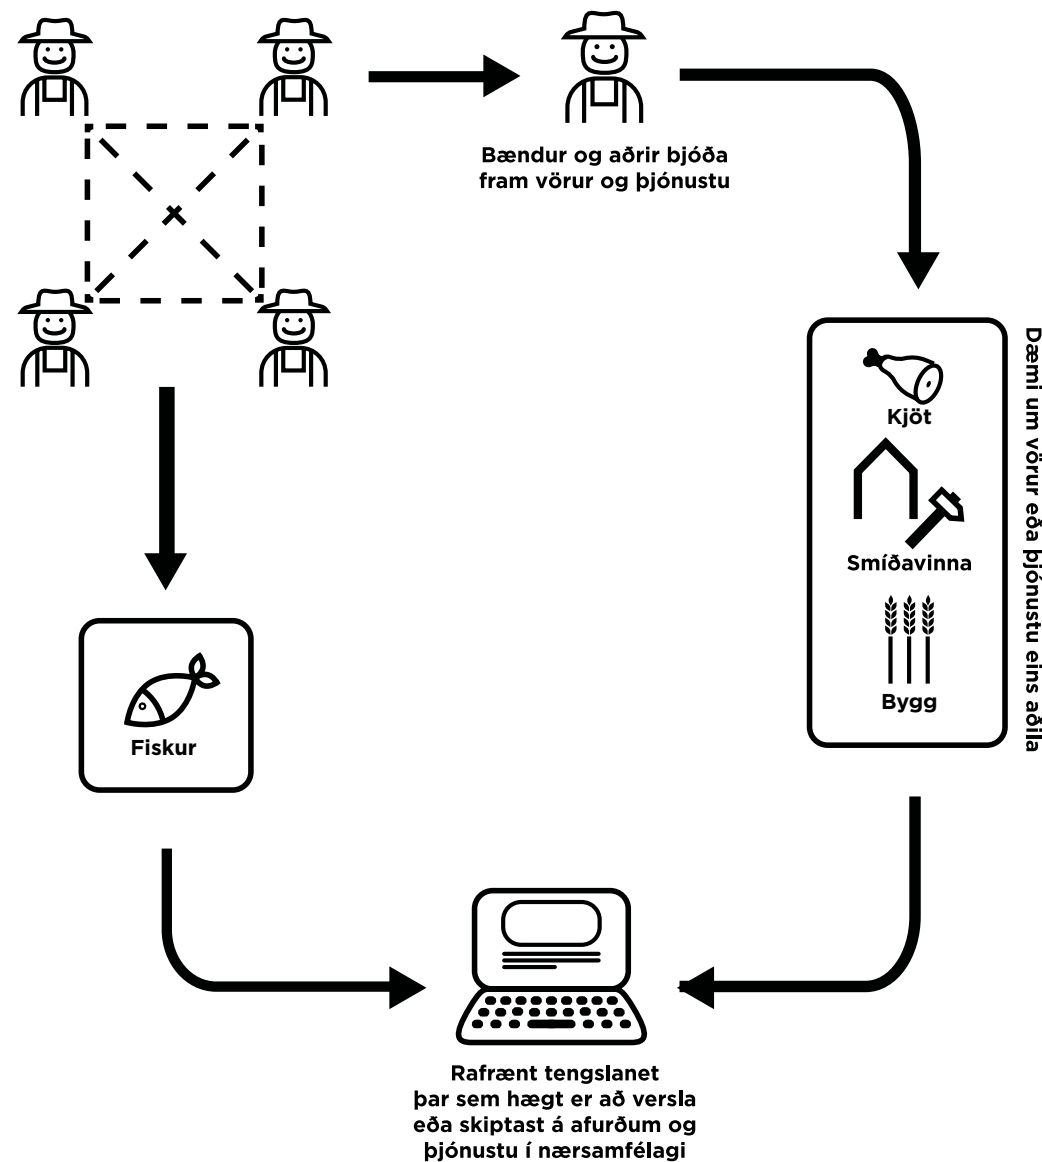 Bændur og aðrir bjóða
fram vörur og þjónustu
Kjöt
Smíðavinna
Bygg
Dæmi um vörur eða þjónustu eins aðila
Fiskur
Rafrænt tengslanet
þar sem hægt er að versla
eða skiptast á afurðum og
þjónustu í nærsamfélagi